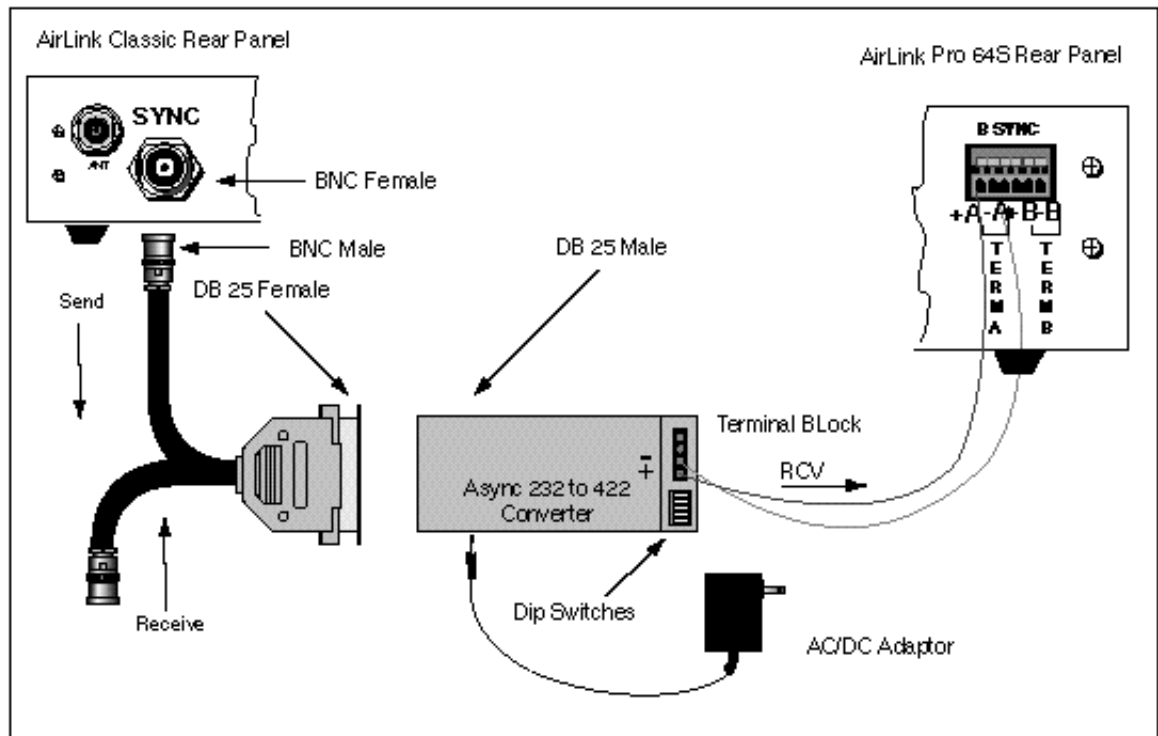 AirLink Classic Rear Panel
AirLink Pro 64S Rear Panel
SYNC
ANT
B SYNC
BNC Female
+A-A+B-B
BNC Male
DB 25 Male
DB 25 Female
TERM A
TERM B
Send
Terminal BLock
- +
RCV
Async 232 to 422
Converter
Dip Switches
Receive
AC/DC Adaptor